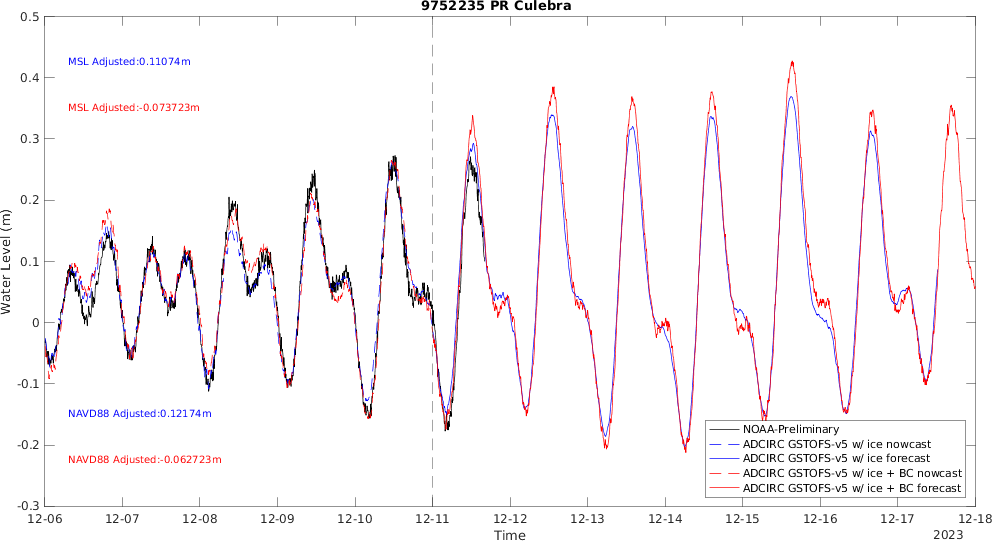 9752235 PR Culebra
0.5
0.4
0.3
0.2
0.1
0
-0.1
-0.2
-0.3
Water Level (m)
MSL Adjusted:0.11074m
MSL Adjusted:-0.073723m
NAVD88 Adjusted:0.12174m
NAVD88 Adjusted:-0.062723m
NOAA-Preliminary
ADCIRC GSTOFS-v5 w/ ice nowcast
ADCIRC GSTOFS-v5 w/ ice forecast
ADCIRC GSTOFS-v5 w/ ice + BC nowcast
ADCIRC GSTOFS-v5 w/ ice + BC forecast
12-06 12-07 12-08 12-09 12-10 12-11 12-12 12-13 12-14 12-15 12-16 12-17 12-18
Time
2023